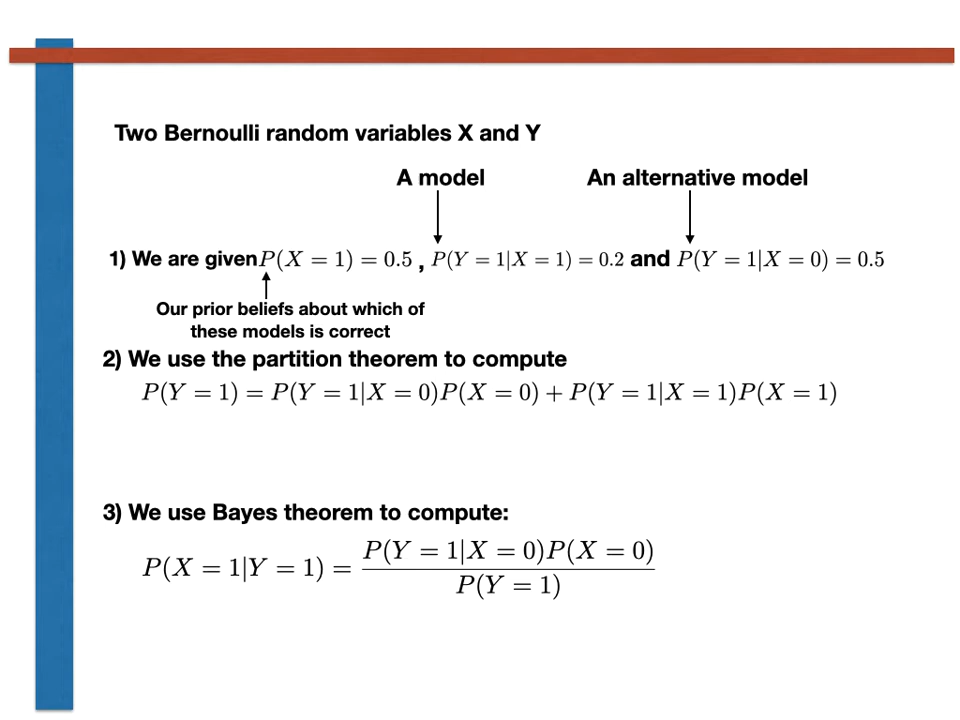 Two Bernoulli random variables X and Y
A model
An alternative model
1) We are given P(X = 1) = 0.5 , P(Y = 1|X = 1) = 0.2 and P(Y = 1|X = 0) = 0.5
Our prior beliefs about which of
these models is correct
2) We use the partition theorem to compute
P(Y = 1) = P(Y = 1|X = 0)P(X = 0) + P(Y = 1|X = 1)P(X = 1)
3) We use Bayes theorem to compute:
P(X = 1|Y = 1) = \frac{P(Y = 1|X = 0)P(X = 0)}{P(Y = 1)}